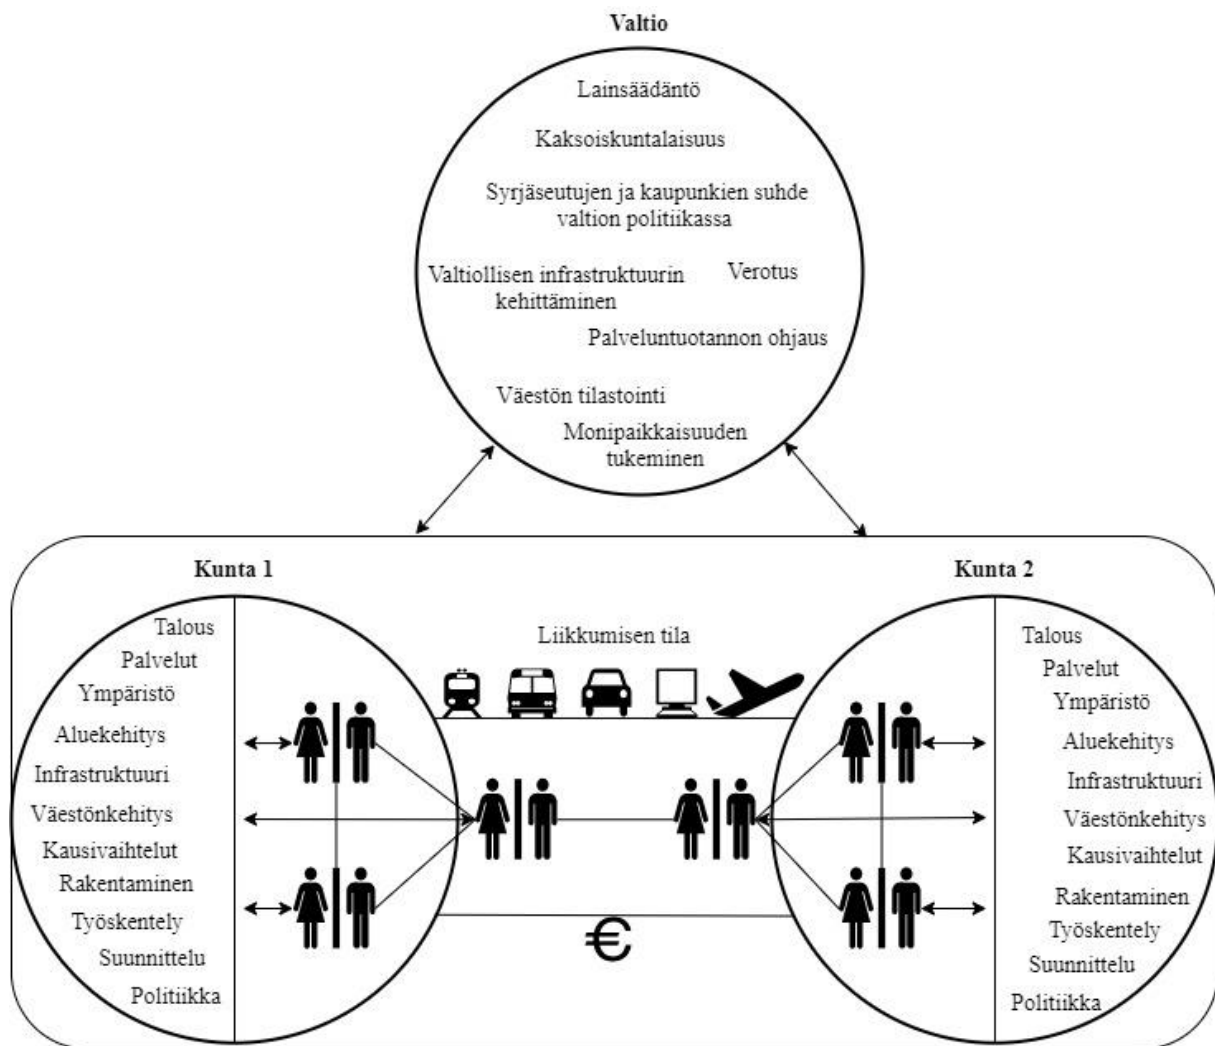 Valtio
Lainsäädäntö
Kaksoiskuntalaisuus
Syrjäseutujen ja kaupunkien suhde
valtion politiikassa
Valtiollisen infrastruktuurin
kehittäminen
Verotus
Palveluntuotannon ohjaus
Väestön tilastointi
Monipaikkaisuuden
tukeminen
Kunta 1
Talous
Palvelut
Ympäristö
Aluekehitys
Infrastruktuuri
Väestönkehitys
Kausivaihtelut
Rakentaminen
Työskentely
Suunnittelu
Politiikka
Liikkumisen tila
€
Kunta 2
Talous
Palvelut
Ympäristö
Aluekehitys
Infrastruktuuri
Väestönkehitys
Kausivaihtelut
Rakentaminen
Työskentely
Suunnittelu
Politiikka